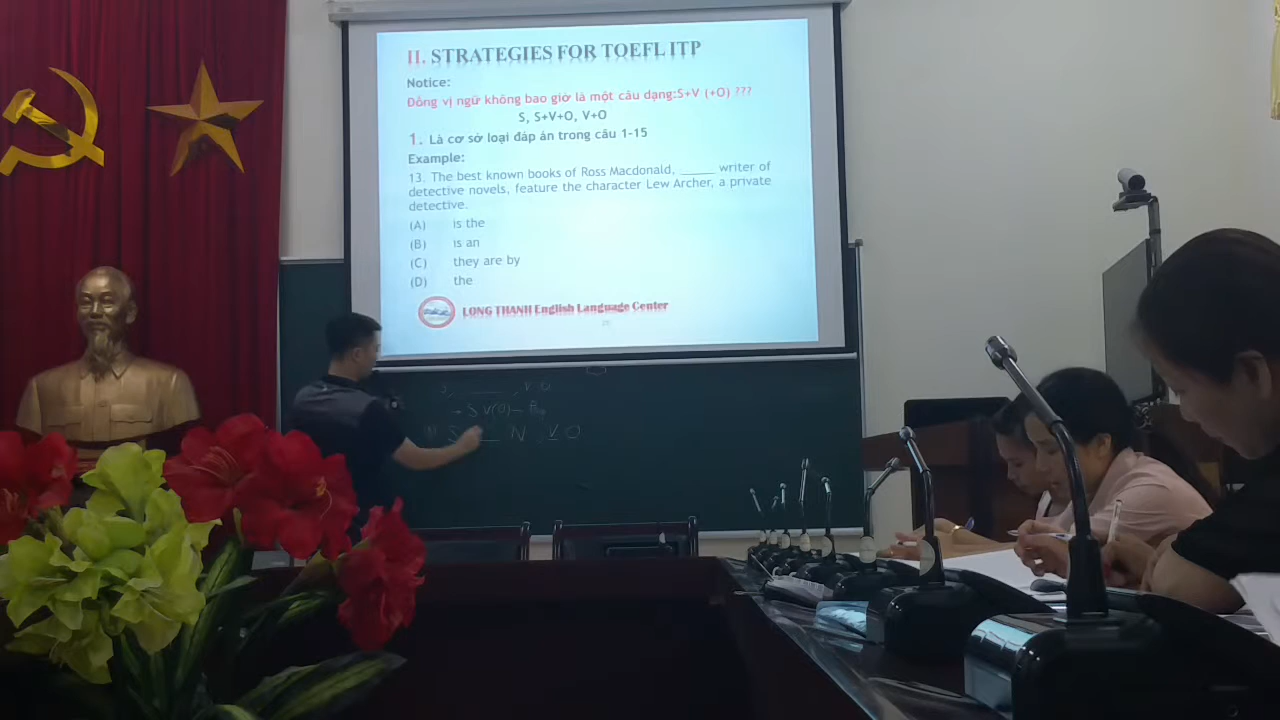 II. STRATEGIES FOR TOEFL ITP
Notice:
Đồng vị ngữ không bao giờ là một câu dạng:S+V (+O) ???
S, S+V+O, V+O
1. Là cơ sở loại đáp án trong câu 1-15
Example:
13. The best known books of Ross Macdonald, _____ writer of
detective novels, feature the character Lew Archer, a private
detective.
(A) is the
(B) is an
(C) they are by
(D) the
LONG THANH English Language Center
S V(O)
N V O